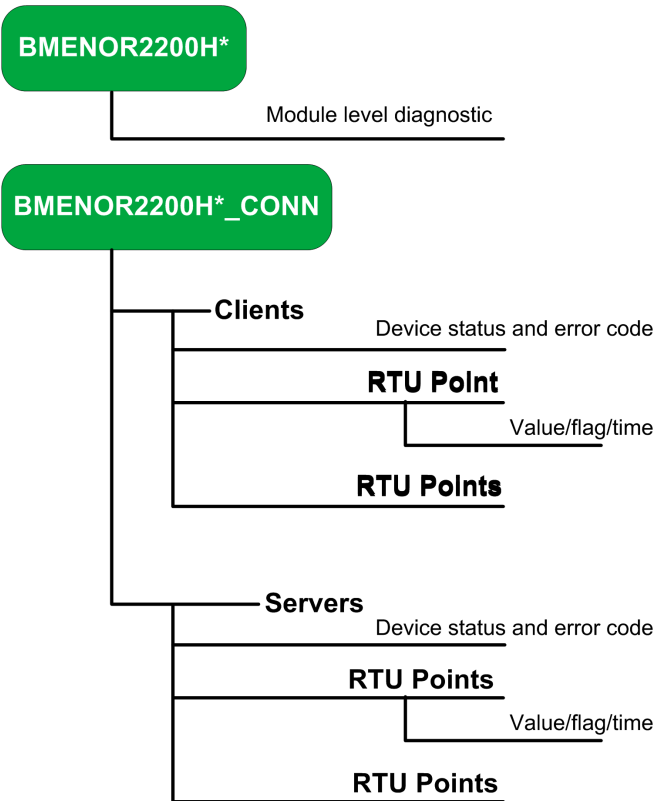 BMENOR2200H*
Module level diagnostic
BMENOR2200H*_CONN
Clients
Device status and error code
RTU Point
Value/flag/time
RTU Points
Servers
Device status and error code
RTU Points
Value/flag/time
RTU Points